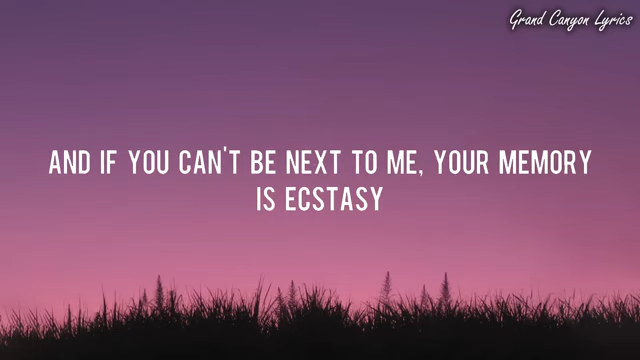 Grand Canyon Lyrics
AND IF YOU CAN'T BE NEXT TO ME, YOUR MEMORY
IS ECSTASY